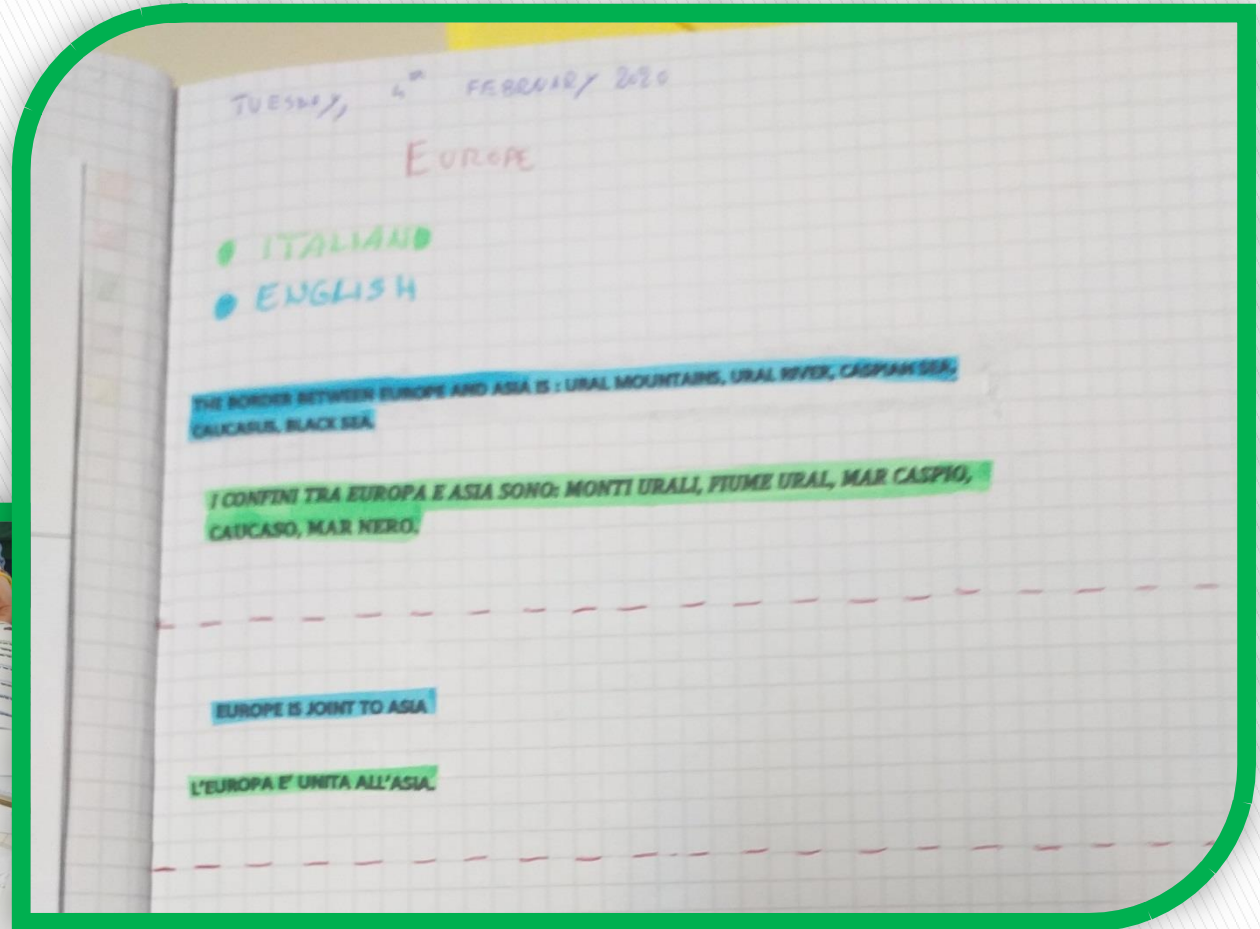 TUESDAY, 4th FEBRUARY 2020
EUROPE
ITALIANO
ENGLISH
THE BORDER BETWEEN EUROPE AND ASIA IS : URAL MOUNTAINS, URAL RIVER, CASPIAN SEA,
CAUCASUS, BLACK SEA.
I CONFINI TRA EUROPA E ASIA SONO: MONTI URALI, FIUME URAL, MAR CASPIO,
CAUCASO, MAR NERO.
EUROPE IS JOINT TO ASIA
L'EUROPA E' UNITA ALL'ASIA.